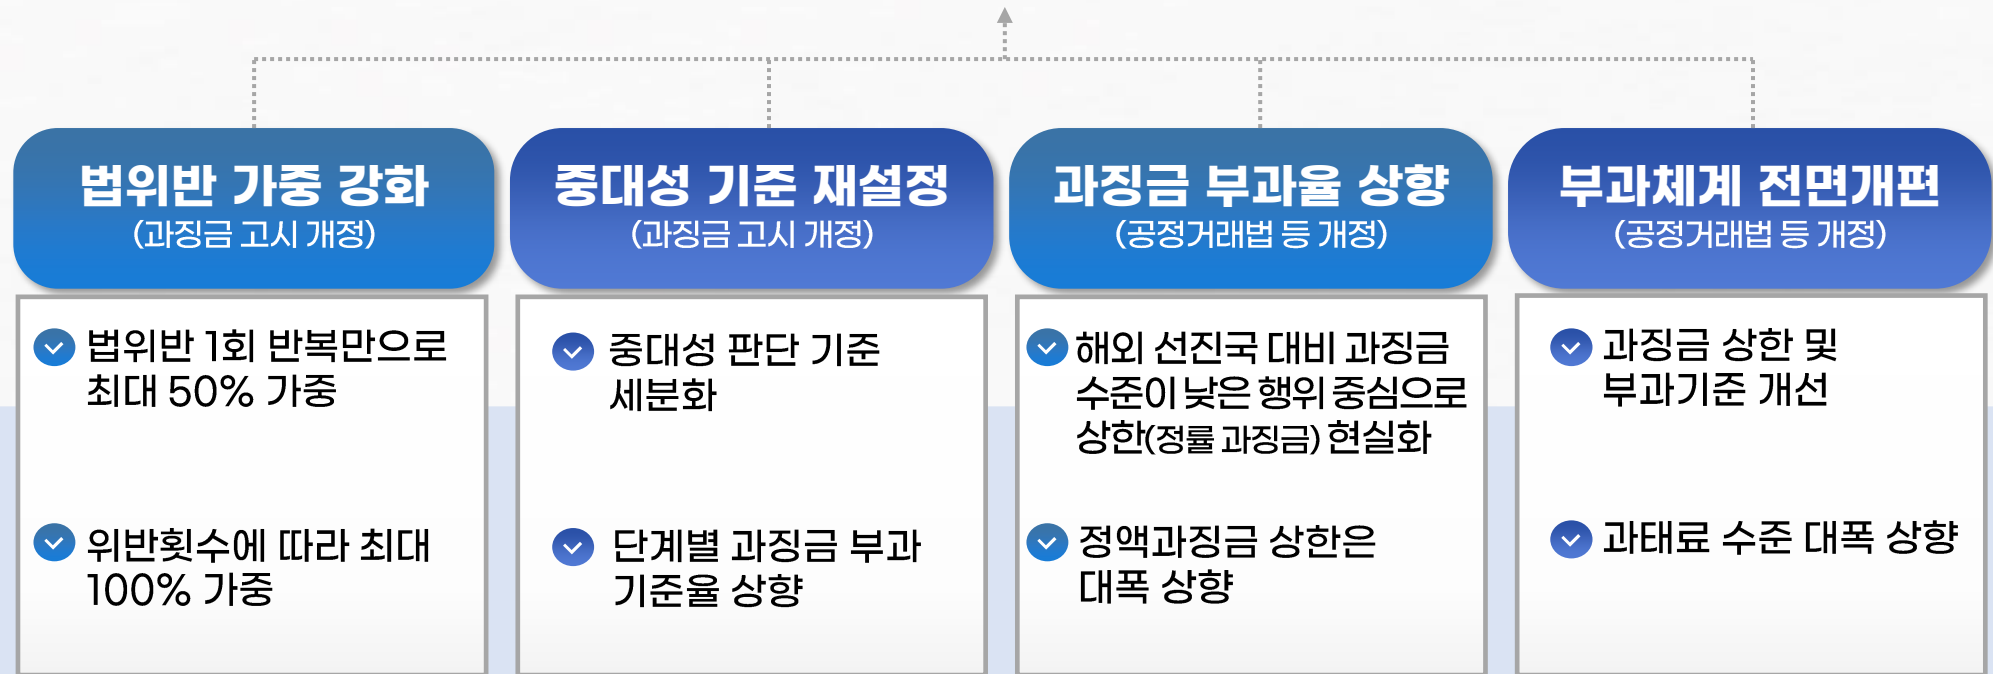 법위반 가중 강화
(과징금 고시 개정)
법위반 1회 반복만으로
최대 50% 가중
위반횟수에 따라 최대
100% 가중
중대성 기준 재설정
(과징금 고시 개정)
중대성 판단 기준
세분화
단계별 과징금 부과
기준율 상향
과징금 부과율 상향
(공정거래법 등 개정)
해외 선진국 대비 과징금
수준이 낮은 행위 중심으로
상한(정률 과징금) 현실화
정액과징금 상한은
대폭 상향
부과체계 전면개편
(공정거래법 등 개정)
과징금 상한 및
부과기준 개선
과태료 수준 대폭 상향